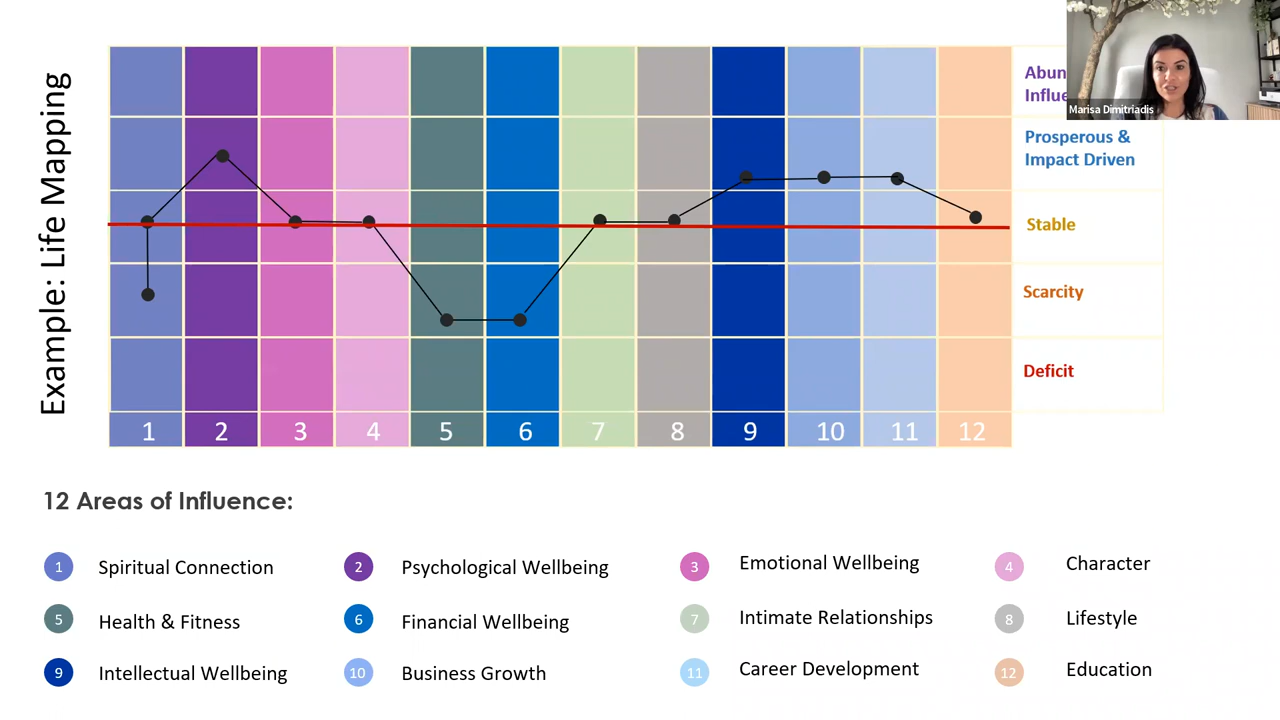 Example: Life Mapping
Marisa Dimitriadis
Prosperous &
Impact Driven
Stable
Scarcity
Deficit
1 2 3 4 5 6 7 8 9 10 11 12
12 Areas of Influence:
1 Spiritual Connection
2 Psychological Wellbeing
3 Emotional Wellbeing
4 Character
5 Health & Fitness
6 Financial Wellbeing
7 Intimate Relationships
8 Lifestyle
9 Intellectual Wellbeing
10 Business Growth
11 Career Development
12 Education